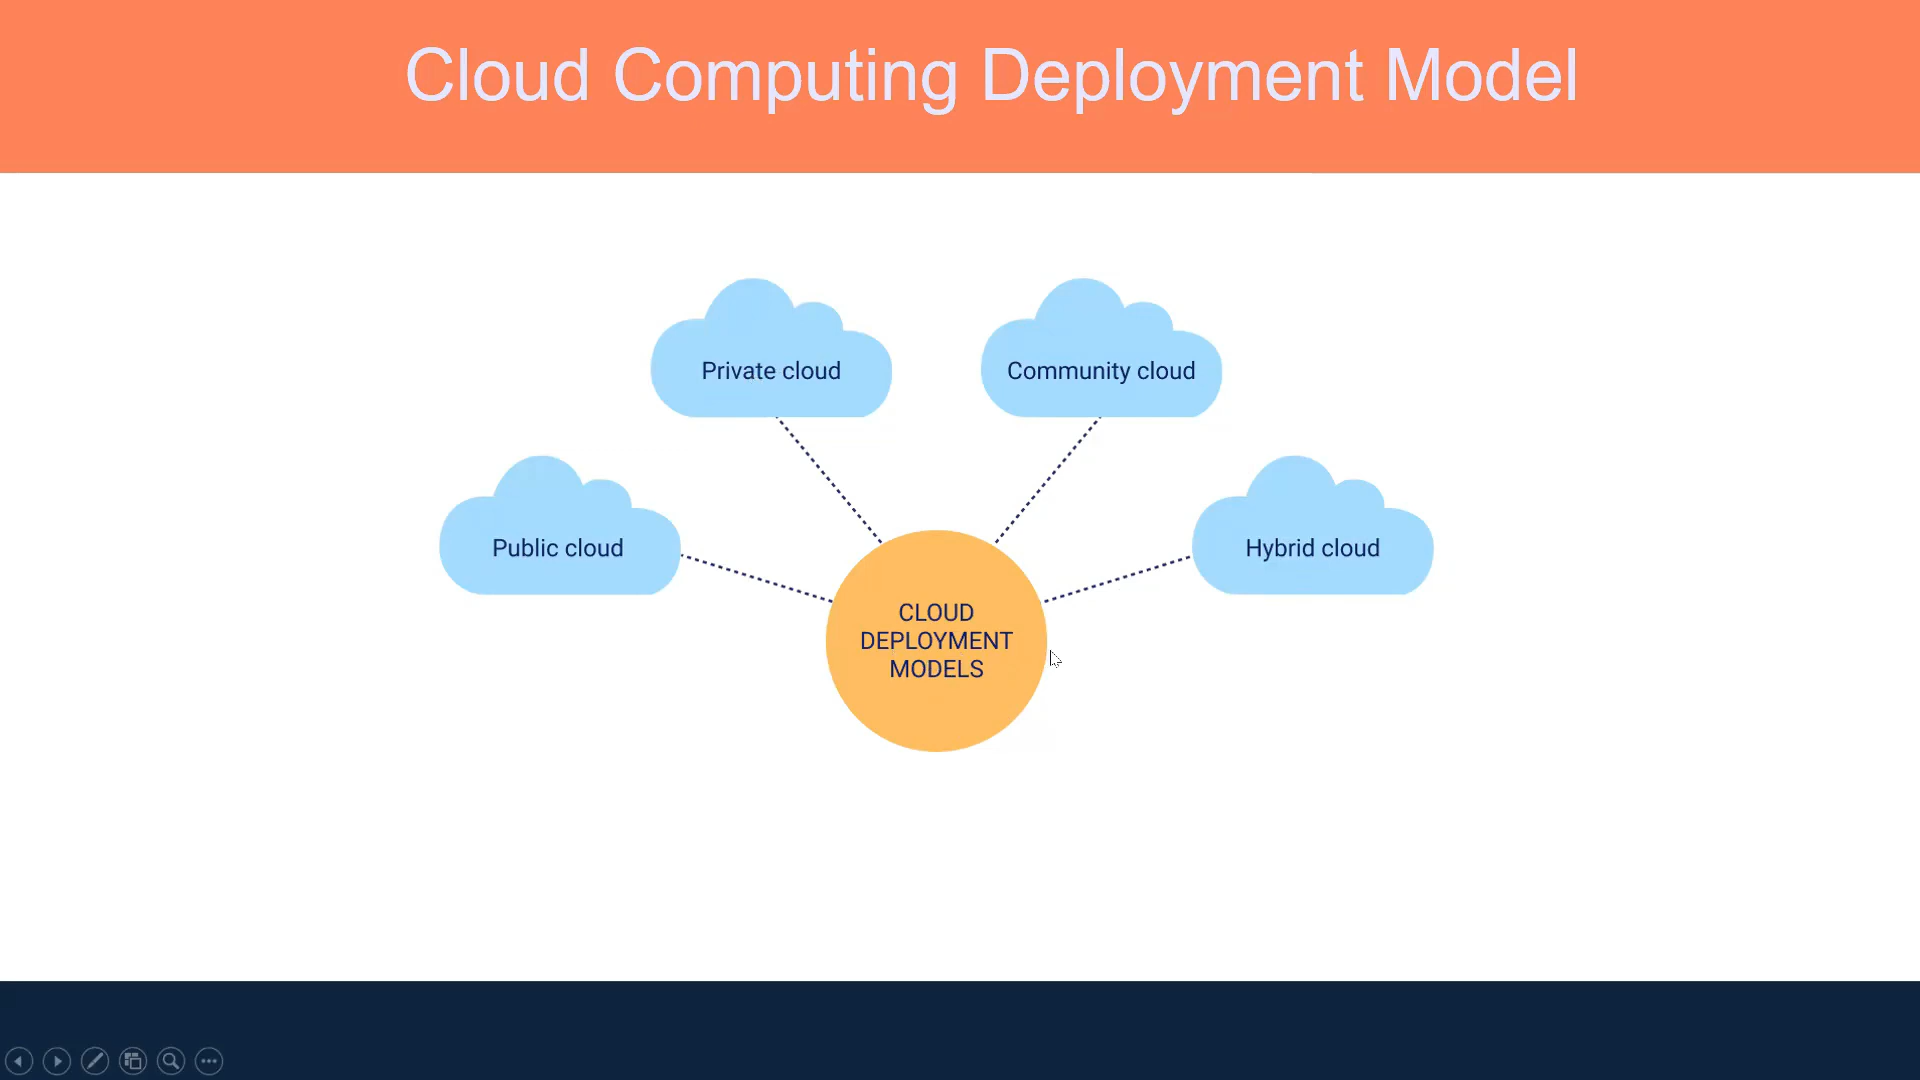 Cloud Computing Deployment Model
Private cloud
Community cloud
Public cloud
Hybrid cloud
CLOUD
DEPLOYMENT
MODELS